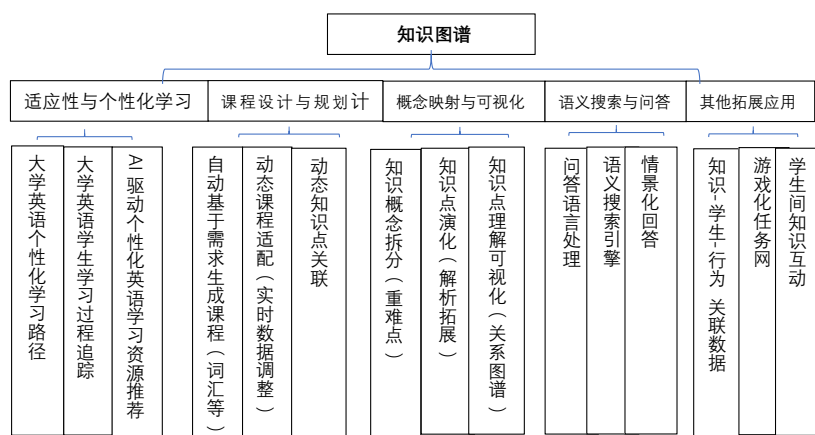 知识图谱
适应性与个性化学习
课程设计与规划计
概念映射与可视化
语义搜索与问答
其他拓展应用
大学英语个性化学习路径
大学英语学生学习过程追踪
AI 驱动个性化英语学习资源推荐
自动基于需求生成课程（词汇等）
动态课程适配（实时数据调整）
动态知识点关联
知识概念拆分（重难点）
知识点演化（解析拓展）
知识点理解可视化（关系图谱）
问答语言处理
语义搜索引擎
情景化回答
知识-学生-行为 关联数据
游戏化任务网
学生间知识互动